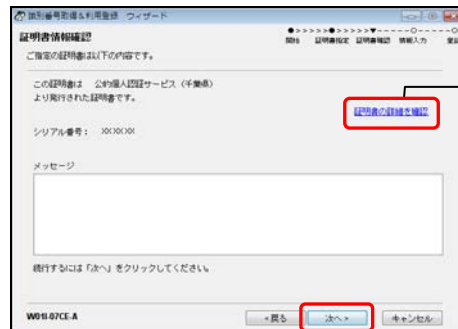 識別番号取得&利用登録 ウィザード
証明書情報確認
ご指定の証明書は以下の内容です。
●>>>>>●>>>>>▼-----○-----○
開始 証明書指定 証明書確認 情報入力
この証明書は 公的個人認証サービス（千葉県）
より発行された証明書です。
証明書の詳細を確認
シリアル番号： XXXXXX
メッセージ
続行するには「次へ」をクリックしてください。
W01I-07CE-A
<戻る
次へ>
キャンセル